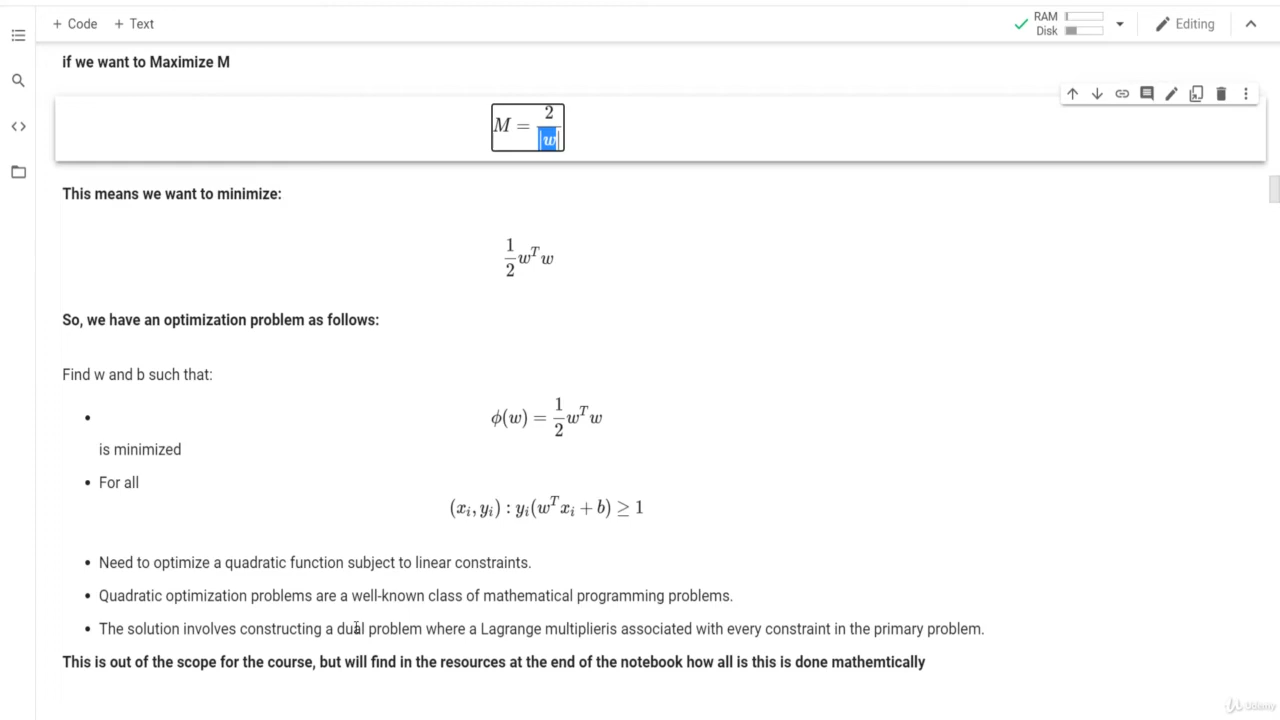 + Code + Text
RAM
Disk
Editing
if we want to Maximize M
M = 2/|w|
This means we want to minimize:
1/2 w^T w
So, we have an optimization problem as follows:
Find w and b such that:
• ϕ(w) = 1/2 w^T w
is minimized
• For all
(x_i, y_i) : y_i(w^T x_i + b) ≥ 1
• Need to optimize a quadratic function subject to linear constraints.
• Quadratic optimization problems are a well-known class of mathematical programming problems.
• The solution involves constructing a dual problem where a Lagrange multiplieris associated with every constraint in the primary problem.
This is out of the scope for the course, but will find in the resources at the end of the notebook how all is this is done mathemtically
Udemy